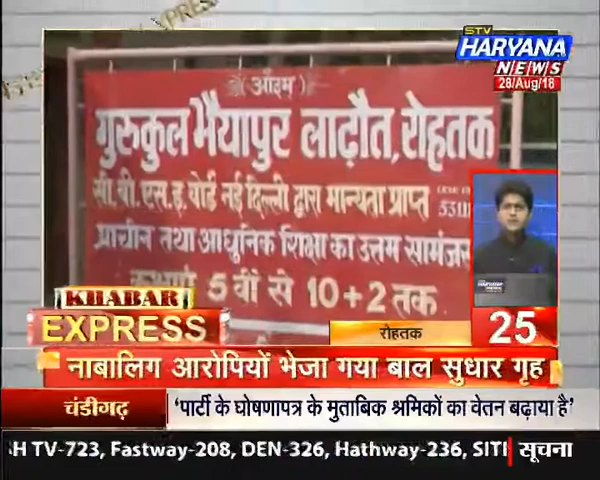 STV
HARYANA
NEWS
28/Aug/18
ओ३म्
गुरुकुल भैयापुर लाढ़ौत, रोहतक
सी. बी. एस. इ. बोर्ड नई दिल्ली द्वारा मान्यता प्राप्त
प्राचीन तथा आधुनिक शिक्षा का उत्तम सामंजस
कक्षाएं 5 वीं से 10+2 तक
KHABAR
EXPRESS
रोहतक
25
नाबालिग आरोपियों भेजा गया बाल सुधार गृह
चंडीगढ़
'पार्टी के घोषणापत्र के मुताबिक श्रमिकों का वेतन बढ़ाया है'
H TV-723, Fastway-208, DEN-326, Hathway-236, SITI
सूचना